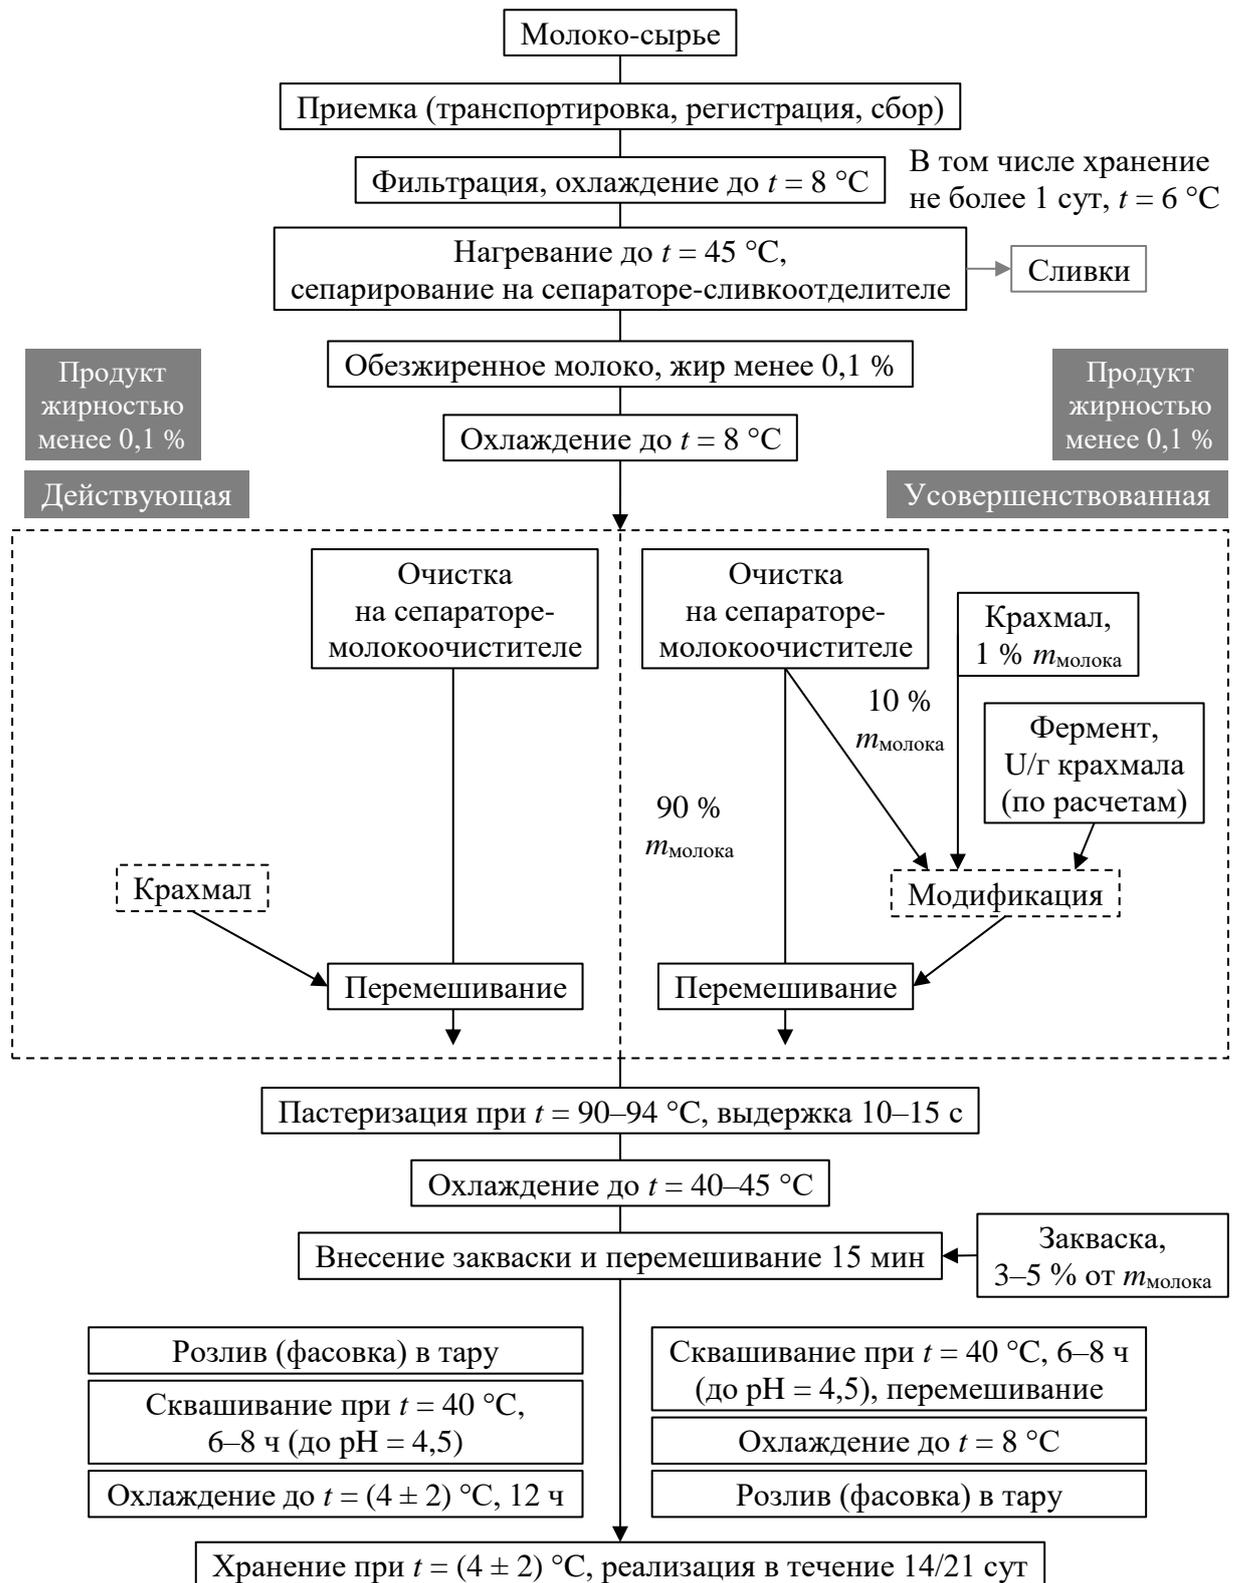 Молоко-сырье
Приемка (транспортировка, регистрация, сбор)
Фильтрация, охлаждение до t = 8 °C
В том числе хранение
не более 1 сут, t = 6 °C
Нагревание до t = 45 °C,
сепарирование на сепараторе-сливкоотделителе
Сливки
Обезжиренное молоко, жир менее 0,1 %
Продукт
жирностью
менее 0,1 %
Продукт
жирностью
менее 0,1 %
Охлаждение до t = 8 °C
Действующая
Усовершенствованная
Очистка
на сепараторе-
молокоочистителе
Очистка
на сепараторе-
молокоочистителе
Крахмал,
1 % mмолока
10 %
mмолока
Фермент,
U/г крахмала
(по расчетам)
90 %
mмолока
Крахмал
Модификация
Перемешивание
Перемешивание
Пастеризация при t = 90–94 °C, выдержка 10–15 с
Охлаждение до t = 40–45 °C
Внесение закваски и перемешивание 15 мин
Закваска,
3–5 % от mмолока
Розлив (фасовка) в тару
Сквашивание при t = 40 °C,
6–8 ч (до pH = 4,5)
Охлаждение до t = (4 ± 2) °C, 12 ч
Сквашивание при t = 40 °C, 6–8 ч
(до pH = 4,5), перемешивание
Охлаждение до t = 8 °C
Розлив (фасовка) в тару
Хранение при t = (4 ± 2) °C, реализация в течение 14/21 сут